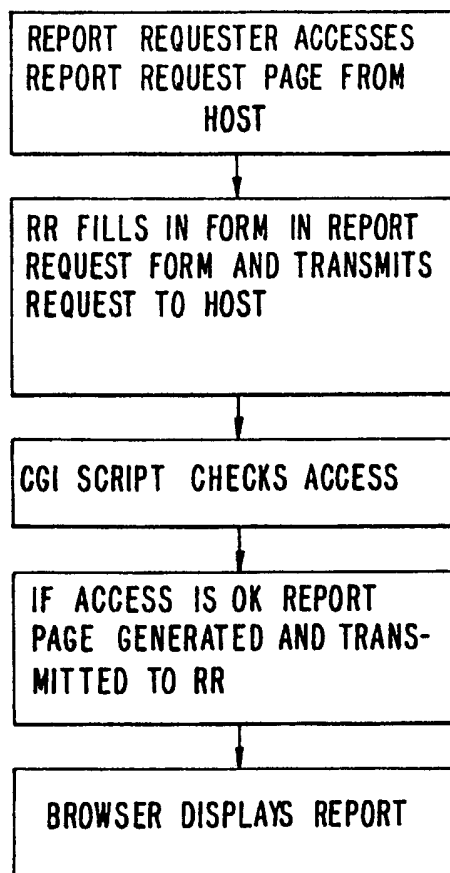 REPORT REQUESTER ACCESSES
REPORT REQUEST PAGE FROM
HOST
RR FILLS IN FORM IN REPORT
REQUEST FORM AND TRANSMITS
REQUEST TO HOST
CGI SCRIPT CHECKS ACCESS
IF ACCESS IS OK REPORT
PAGE GENERATED AND TRANS-
MITTED TO RR
BROWSER DISPLAYS REPORT